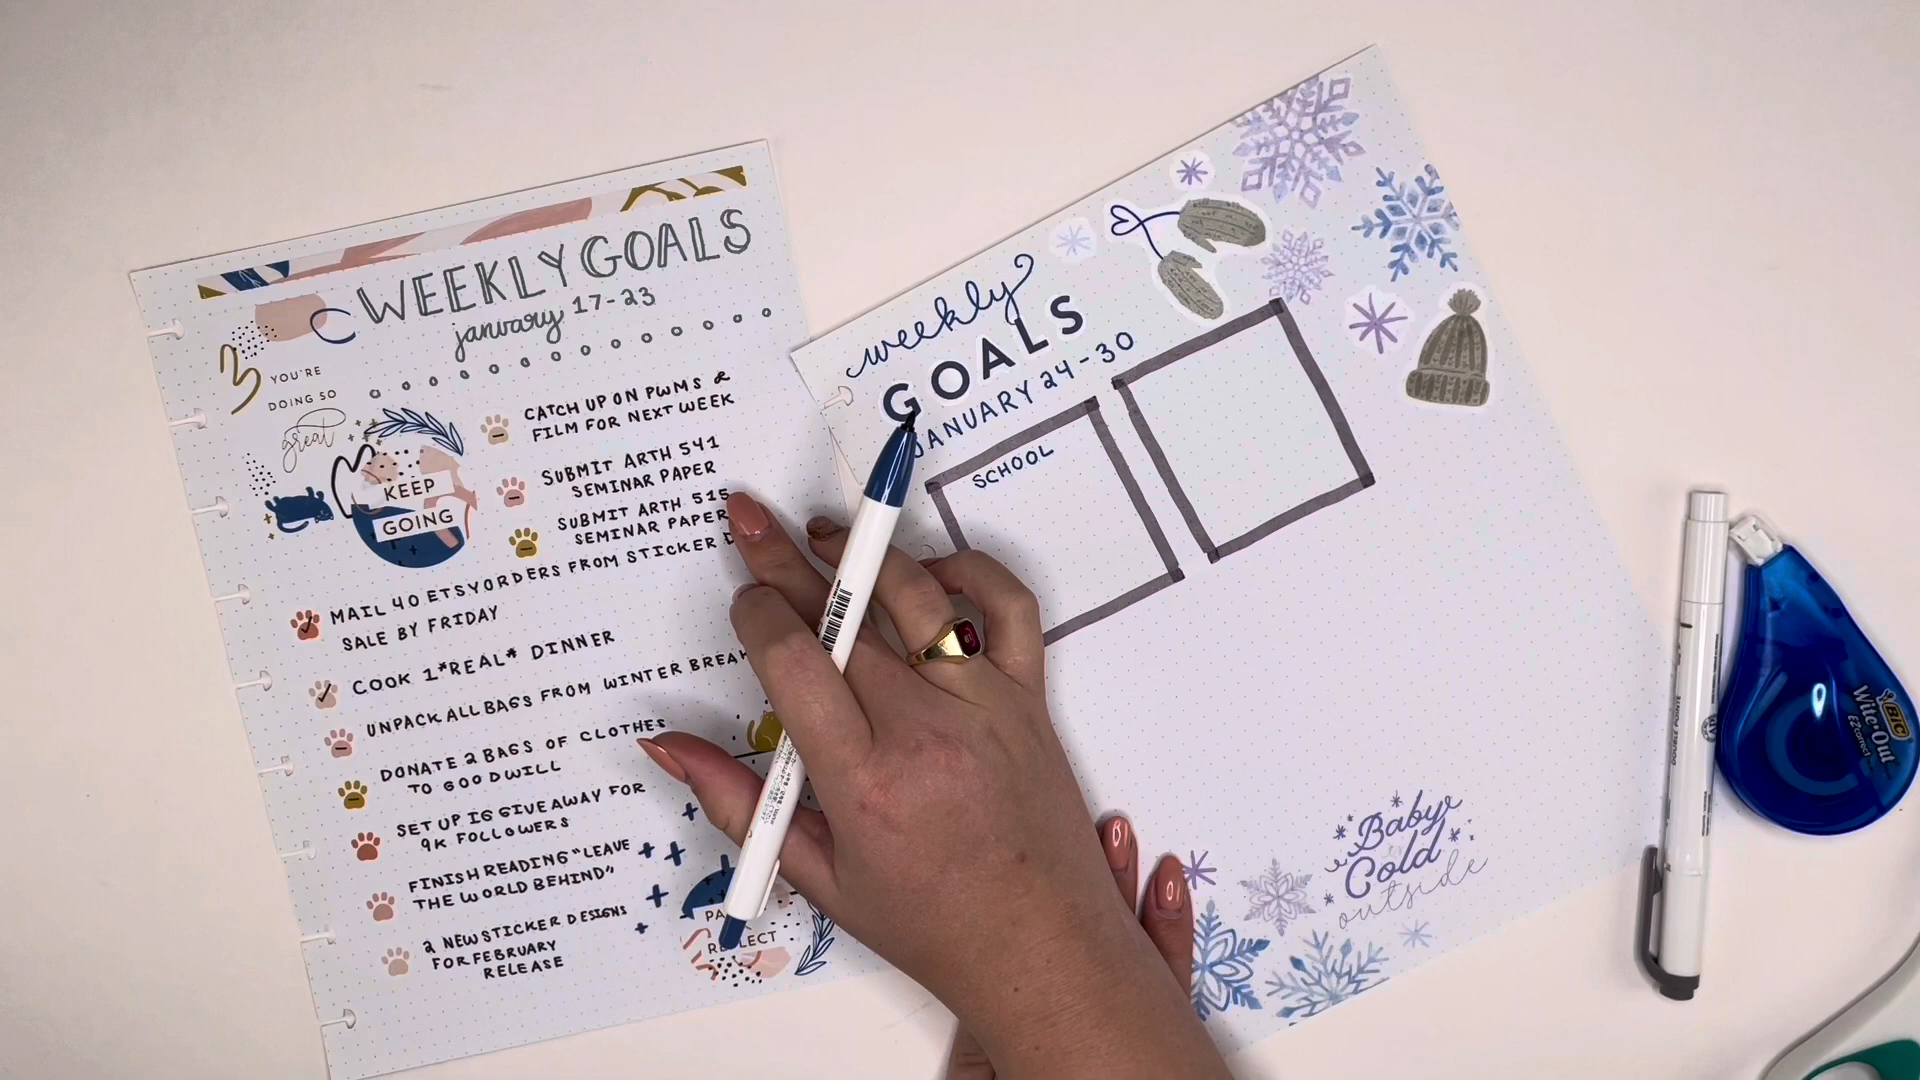 WEEKLY GOALS
january 17-23
YOU'RE
DOING SO
great
KEEP
GOING
CATCH UP ON PWMS &
FILM FOR NEXT WEEK
SUBMIT ARTH 541
SEMINAR PAPER
SUBMIT ARTH 515
SEMINAR PAPER
MAIL 40 ETSY ORDERS FROM STICKER
SALE BY FRIDAY
COOK 1 *REAL* DINNER
UNPACK ALL BAGS FROM WINTER BREAK
DONATE 2 BAGS OF CLOTHES
TO GOODWILL
SET UP IG GIVEAWAY FOR
9K FOLLOWERS
FINISH READING "LEAVE
THE WORLD BEHIND"
2 NEW STICKER DESIGNS
FOR FEBRUARY
RELEASE
weekly
GOALS
JANUARY 24-30
SCHOOL
Baby
Cold
outside
BIC
Wite·Out
EZ correct